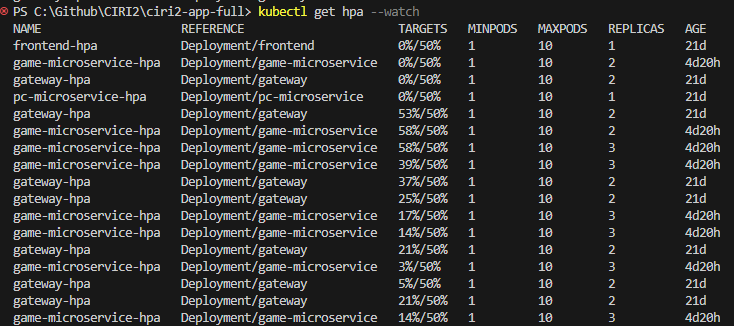 PS C:\Github\CIRI2\ciri2-app-full> kubectl get hpa --watch
NAME REFERENCE TARGETS MINPODS MAXPODS REPLICAS AGE
frontend-hpa Deployment/frontend 0%/50% 1 10 1 21d
game-microservice-hpa Deployment/game-microservice 0%/50% 1 10 2 4d20h
gateway-hpa Deployment/gateway 0%/50% 1 10 2 21d
pc-microservice-hpa Deployment/pc-microservice 0%/50% 1 10 1 21d
gateway-hpa Deployment/gateway 53%/50% 1 10 2 21d
game-microservice-hpa Deployment/game-microservice 58%/50% 1 10 2 4d20h
game-microservice-hpa Deployment/game-microservice 58%/50% 1 10 3 4d20h
game-microservice-hpa Deployment/game-microservice 39%/50% 1 10 3 4d20h
gateway-hpa Deployment/gateway 37%/50% 1 10 2 21d
gateway-hpa Deployment/gateway 25%/50% 1 10 2 21d
game-microservice-hpa Deployment/game-microservice 17%/50% 1 10 3 4d20h
game-microservice-hpa Deployment/game-microservice 14%/50% 1 10 3 4d20h
gateway-hpa Deployment/gateway 21%/50% 1 10 2 21d
game-microservice-hpa Deployment/game-microservice 3%/50% 1 10 3 4d20h
gateway-hpa Deployment/gateway 5%/50% 1 10 2 21d
gateway-hpa Deployment/gateway 21%/50% 1 10 2 21d
game-microservice-hpa Deployment/game-microservice 14%/50% 1 10 3 4d20h